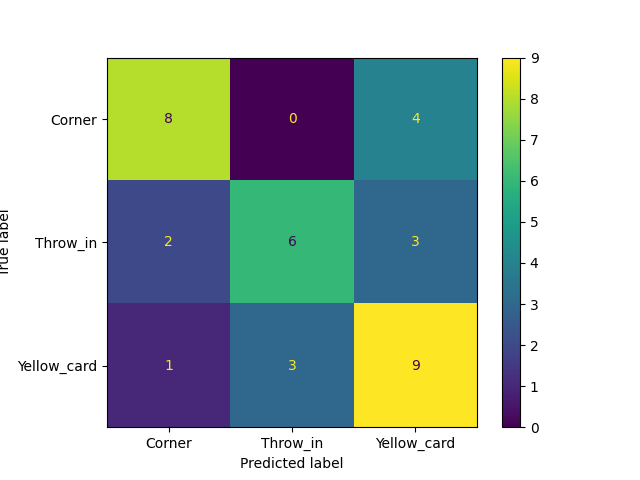 Corner 8 0 4
Throw_in 2 6 3
Yellow_card 1 3 9
Corner Throw_in Yellow_card
Predicted label
True label
9
8
7
6
5
4
3
2
1
0